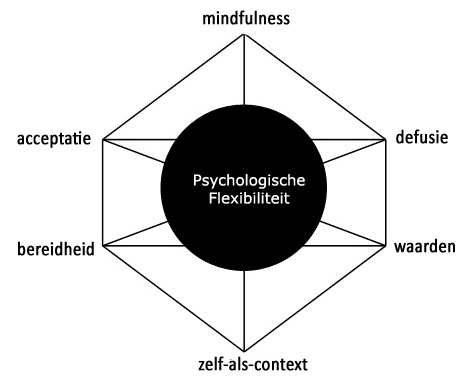 mindfulness
acceptatie
defusie
Psychologische
Flexibiliteit
bereidheid
waarden
zelf-als-context